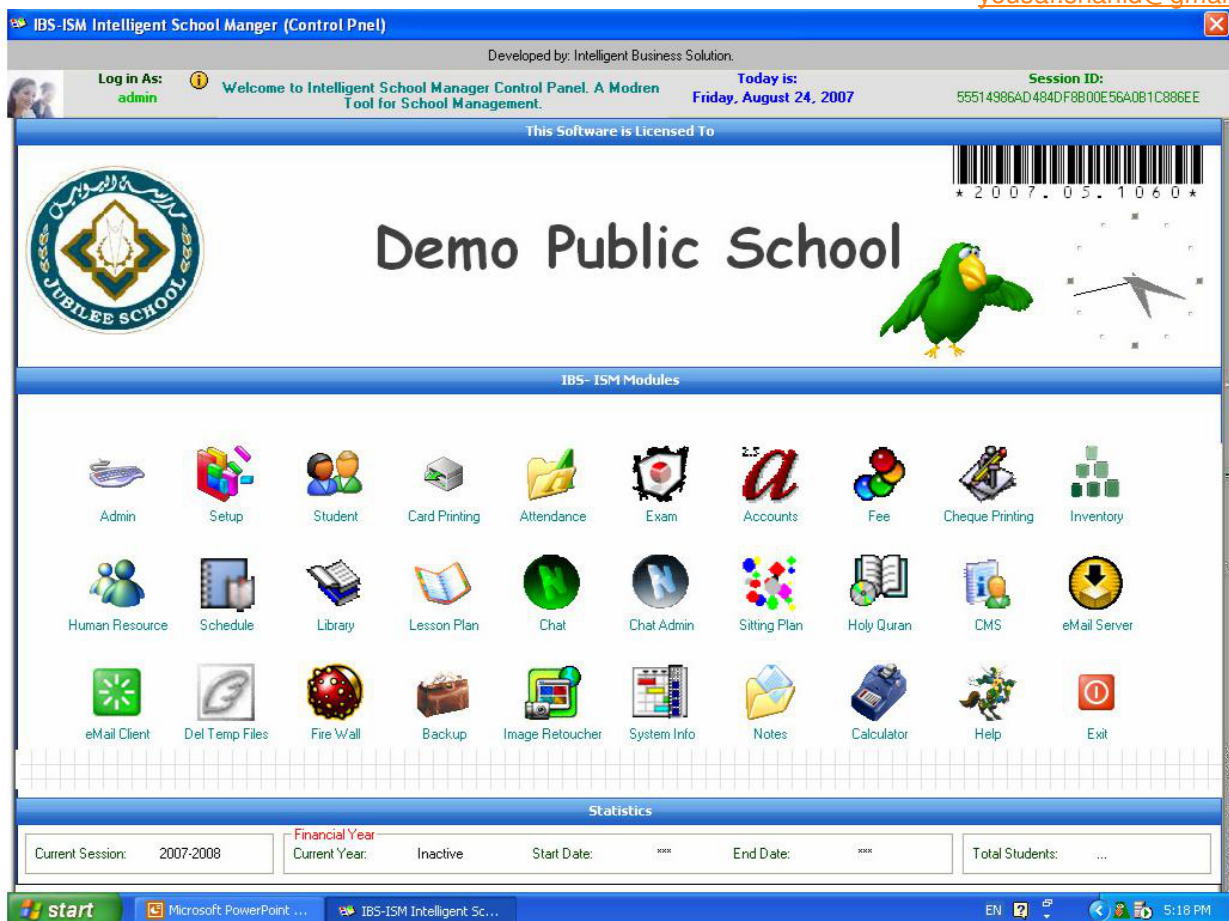 IBS-ISM Intelligent School Manger (Control Pnel)
Developed by: Intelligent Business Solution.
Log in As:
admin
Welcome to Intelligent School Manager Control Panel. A Modren
Tool for School Management.
Today is:
Friday, August 24, 2007
Session ID:
55514986AD484DF8B00E56A0B1C886EE
This Software is Licensed To
JUBILEE SCHOOL
Demo Public School
*2007.05.1060*
IBS- ISM Modules
Admin Setup Student Card Printing Attendance Exam Accounts Fee Cheque Printing Inventory
Human Resource Schedule Library Lesson Plan Chat Chat Admin Sitting Plan Holy Quran CMS eMail Server
eMail Client Del Temp Files Fire Wall Backup Image Retoucher System Info Notes Calculator Help Exit
Statistics
Financial Year
Current Session: 2007-2008 Current Year: Inactive Start Date: *** End Date: *** Total Students: ...
start Microsoft PowerPoint ... IBS-ISM Intelligent Sc... EN 5:18 PM